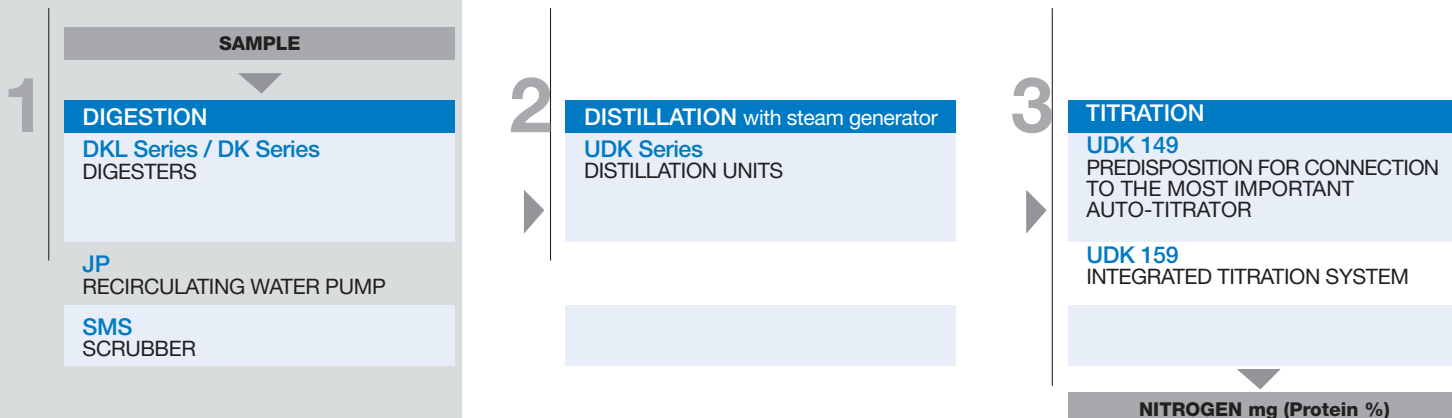 1
SAMPLE
DIGESTION
DKL Series / DK Series
DIGESTERS
JP
RECIRCULATING WATER PUMP
SMS
SCRUBBER
2
DISTILLATION with steam generator
UDK Series
DISTILLATION UNITS
3
TITRATION
UDK 149
PREDISPOSITION FOR CONNECTION
TO THE MOST IMPORTANT
AUTO-TITRATOR
UDK 159
INTEGRATED TITRATION SYSTEM
NITROGEN mg (Protein %)